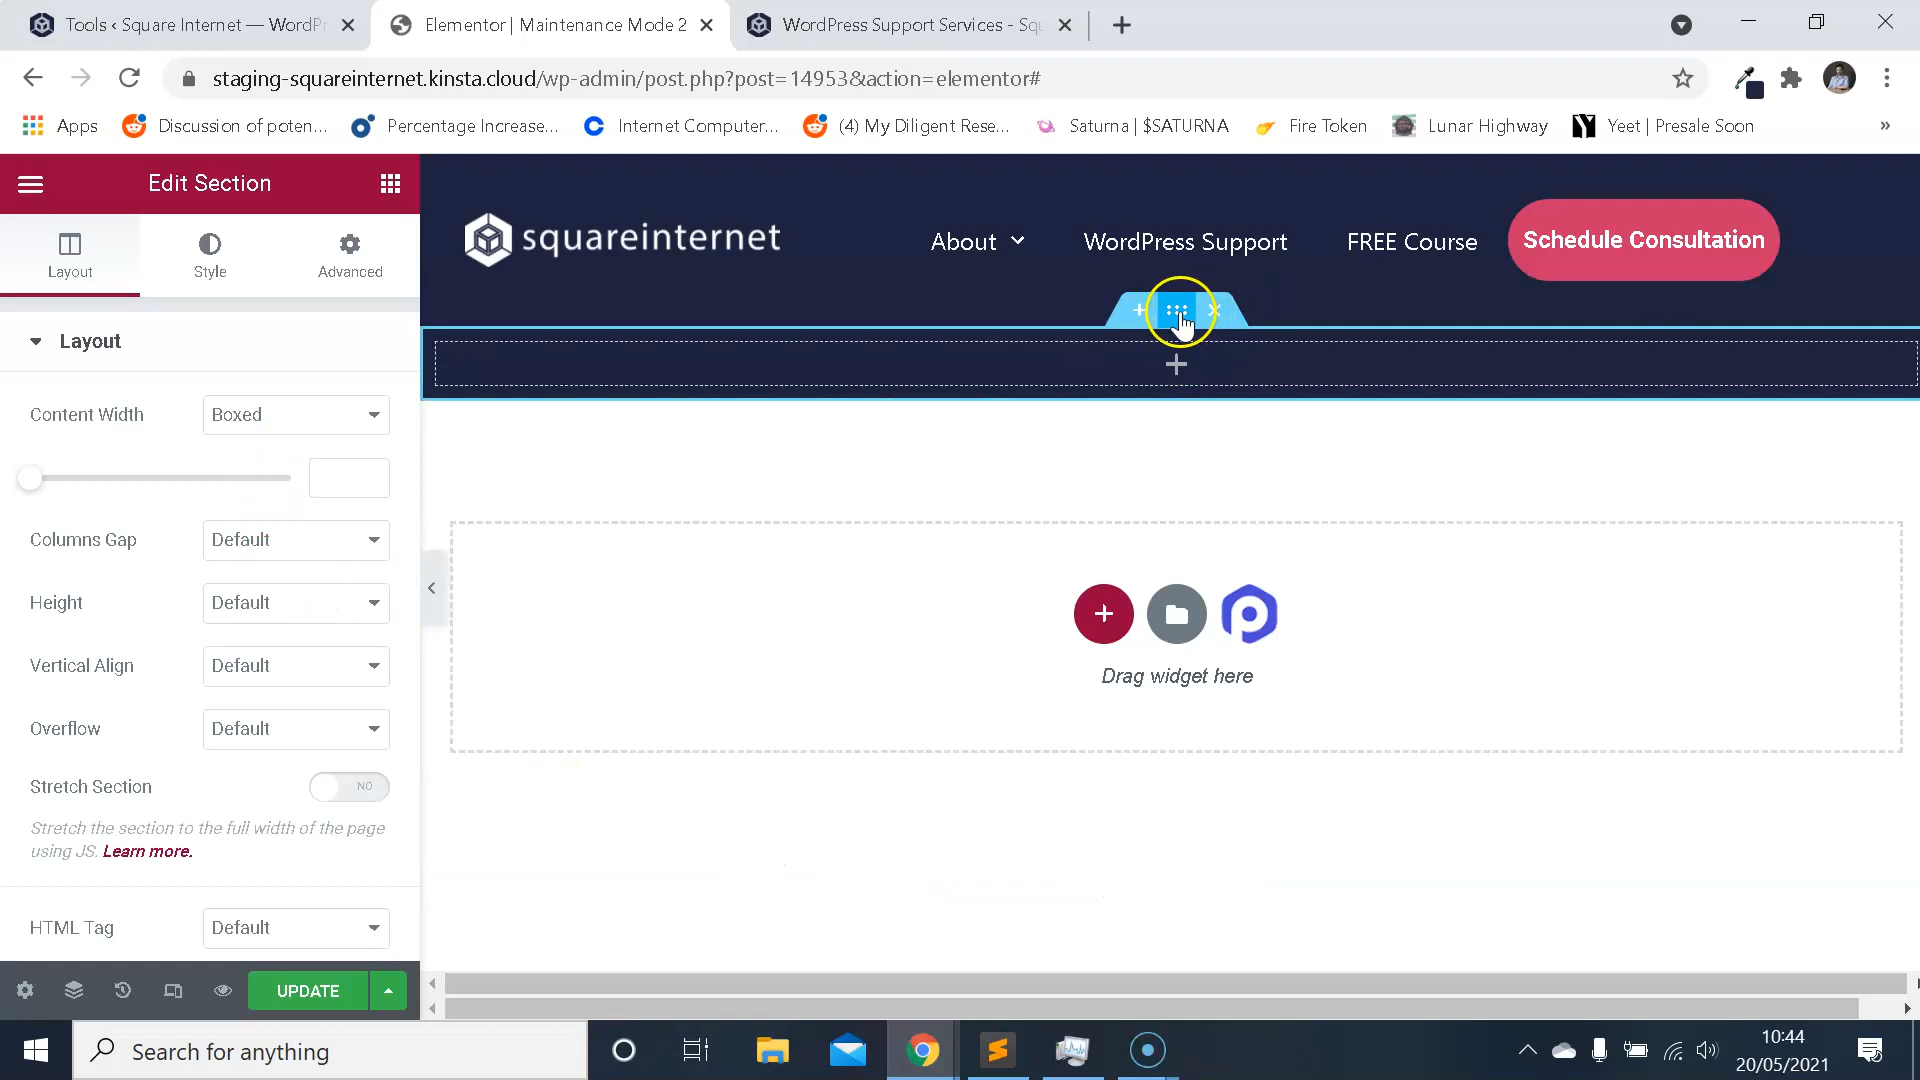 Tools ‹ Square Internet — WordPr
Elementor | Maintenance Mode 2
WordPress Support Services - Squ
staging-squareinternet.kinsta.cloud/wp-admin/post.php?post=14953&action=elementor#
Apps
Discussion of poten...
Percentage Increase...
Internet Computer...
(4) My Diligent Rese...
Saturna | $SATURNA
Fire Token
Lunar Highway
Yeet | Presale Soon
»
Edit Section
Layout
Style
Advanced
Layout
Content Width
Boxed
Columns Gap
Default
Height
Default
Vertical Align
Default
Overflow
Default
Stretch Section
NO
Stretch the section to the full width of the page
using JS. Learn more.
HTML Tag
Default
UPDATE
squareinternet
About
WordPress Support
FREE Course
Schedule Consultation
Drag widget here
Search for anything
10:44
20/05/2021